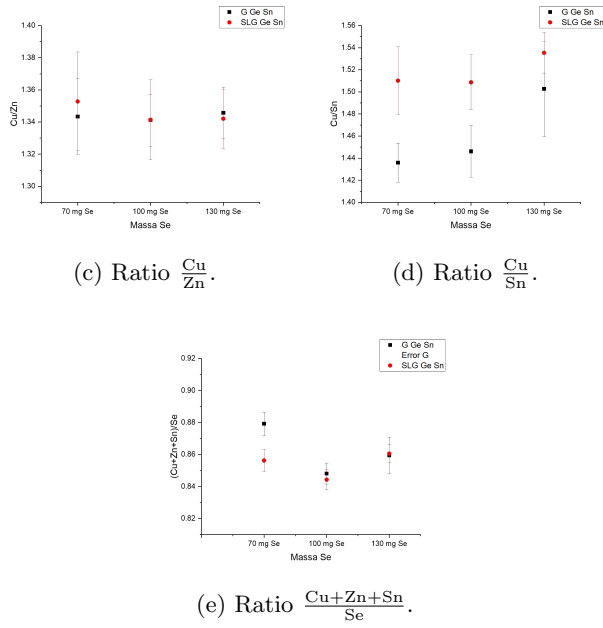 G Ge Sn
SLG Ge Sn
1.40
1.38
1.36
1.34
1.32
1.30
Cu/Zn
70 mg Se 100 mg Se 130 mg Se
Massa Se
(c) Ratio Cu/Zn.
G Ge Sn
SLG Ge Sn
1.56
1.54
1.52
1.50
1.48
1.46
1.44
1.42
1.40
Cu/Sn
70 mg Se 100 mg Se 130 mg Se
Massa Se
(d) Ratio Cu/Sn.
G Ge Sn
Error G
SLG Ge Sn
0.92
0.90
0.88
0.86
0.84
0.82
(Cu+Zn+Sn)/Se
70 mg Se 100 mg Se 130 mg Se
Massa Se
(e) Ratio Cu+Zn+Sn/Se.